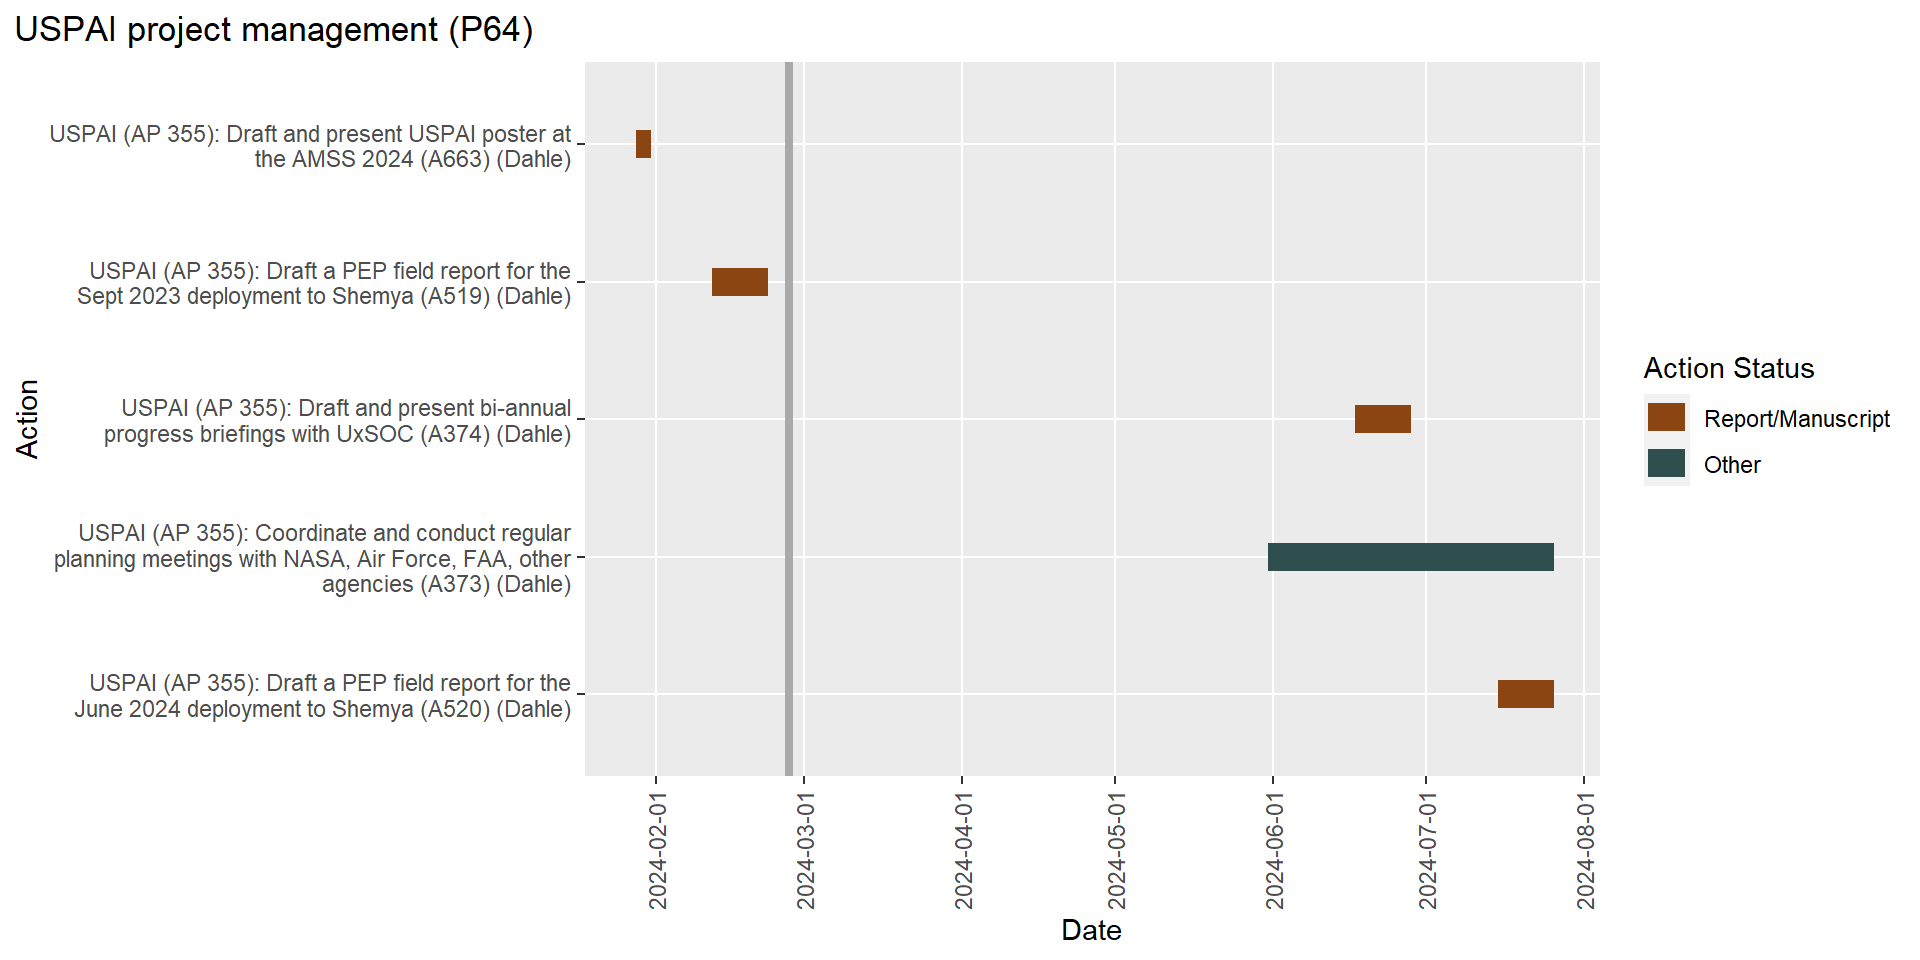 USPAI project management (P64)
USPAI (AP 355): Draft and present USPAI poster at
the AMSS 2024 (A663) (Dahle)
USPAI (AP 355): Draft a PEP field report for the
Sept 2023 deployment to Shemya (A519) (Dahle)
USPAI (AP 355): Draft and present bi-annual
progress briefings with UxSOC (A374) (Dahle)
USPAI (AP 355): Coordinate and conduct regular
planning meetings with NASA, Air Force, FAA, other
agencies (A373) (Dahle)
USPAI (AP 355): Draft a PEP field report for the
June 2024 deployment to Shemya (A520) (Dahle)
Action
2024-02-01
2024-03-01
2024-04-01
2024-05-01
2024-06-01
2024-07-01
2024-08-01
Date
Action Status
Report/Manuscript
Other